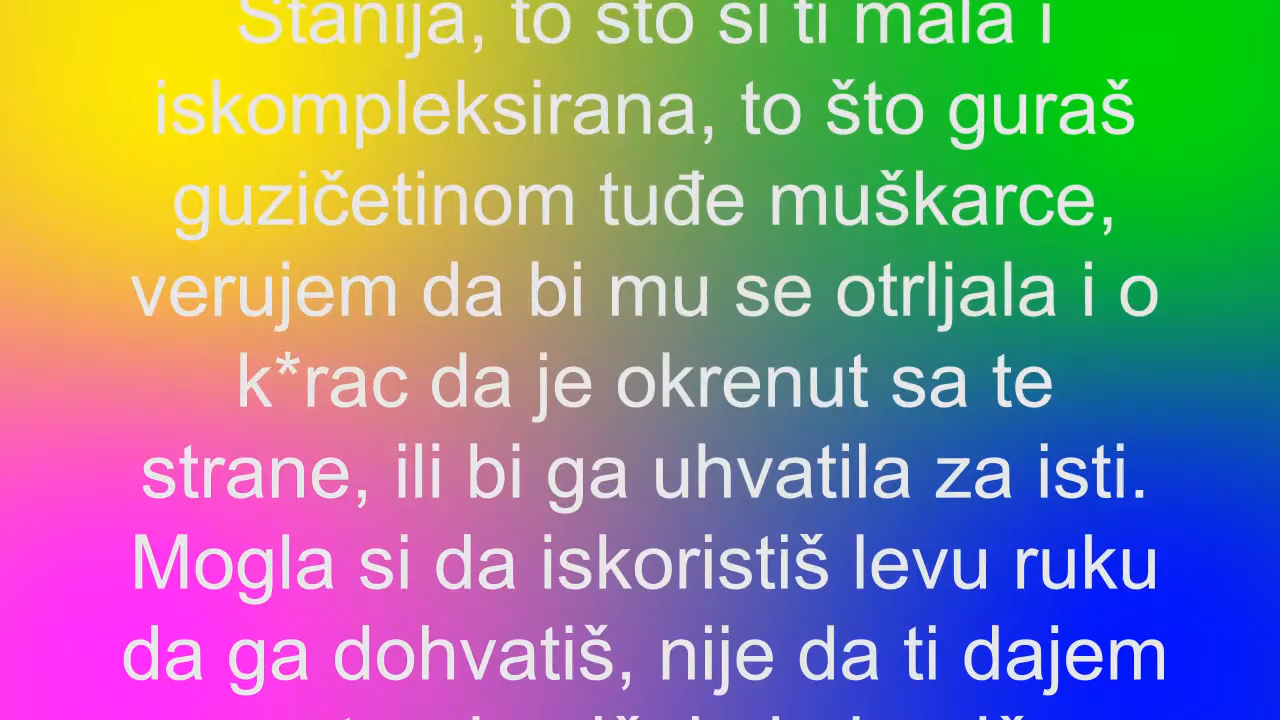 Stanija, to što si ti mala i
iskompleksirana, to što guraš
guzičetinom tuđe muškarce,
verujem da bi mu se otrljala i o
k*rac da je okrenut sa te
strane, ili bi ga uhvatila za isti.
Mogla si da iskoristiš levu ruku
da ga dohvatiš, nije da ti dajem